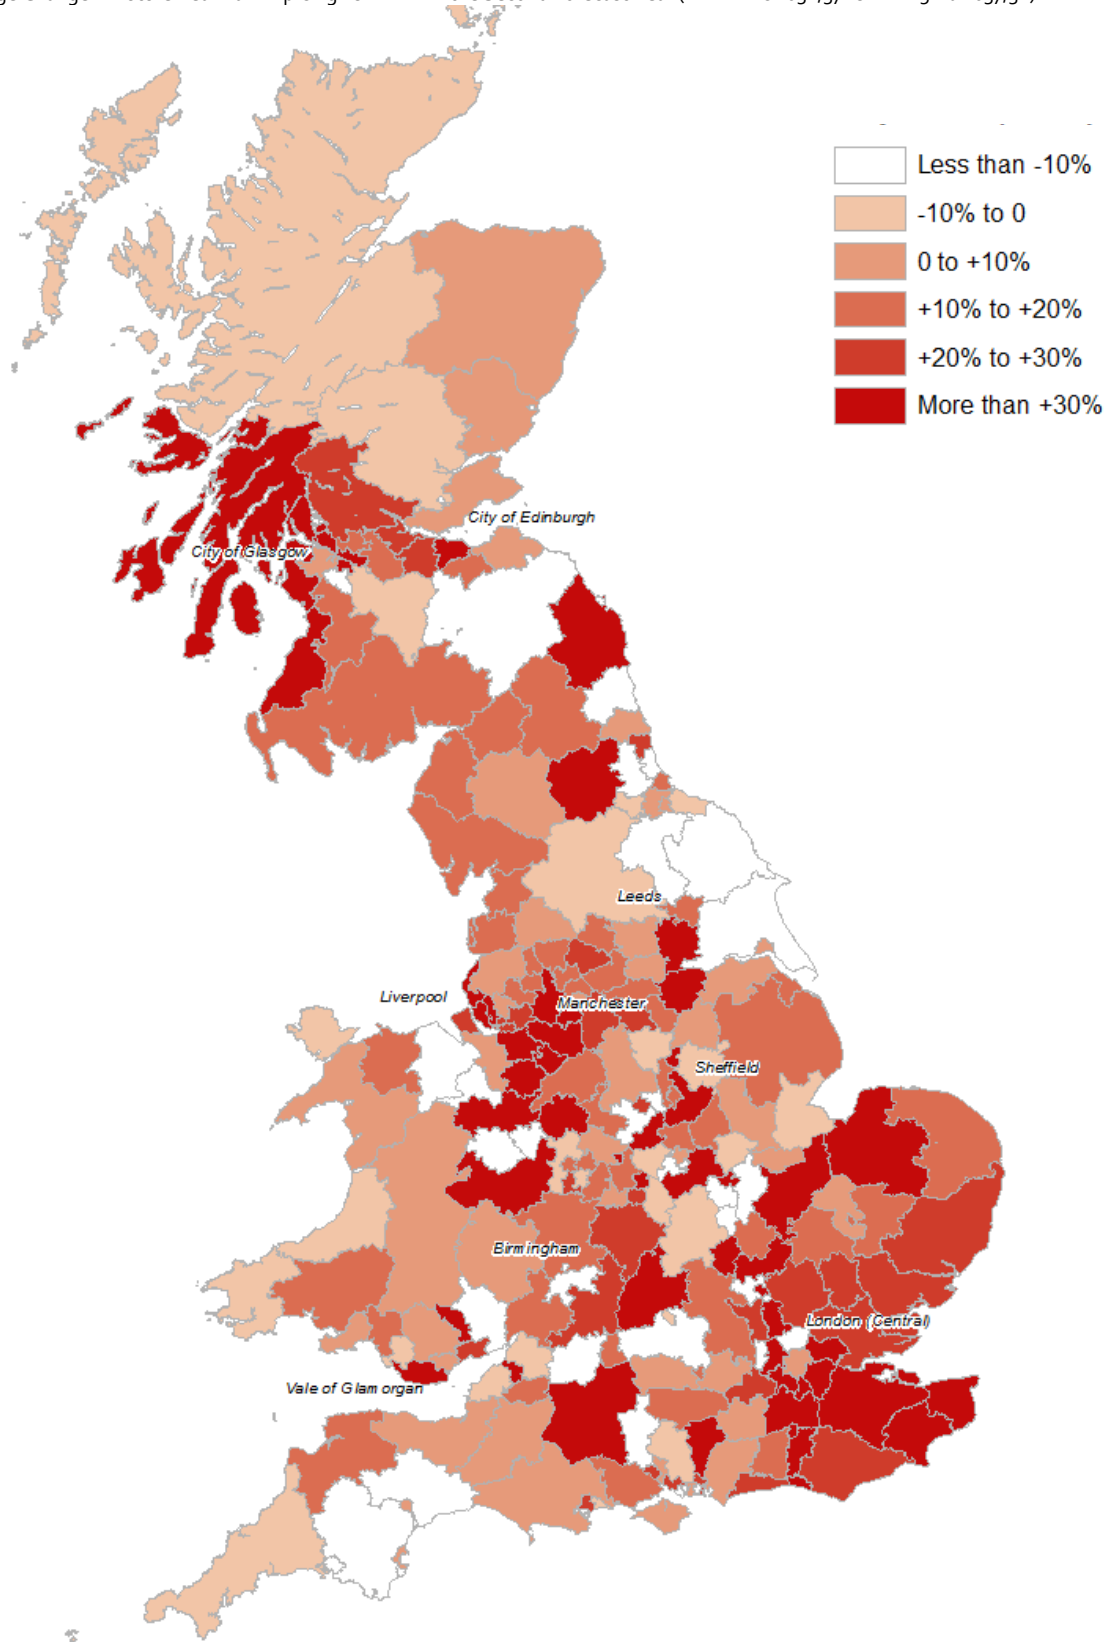 Less than -10%
-10% to 0
0 to +10%
+10% to +20%
+20% to +30%
More than +30%
City of Edinburgh
City of Glasgow
Leeds
Liverpool
Manchester
Sheffield
Birmingham
London (Central)
Vale of Glamorgan